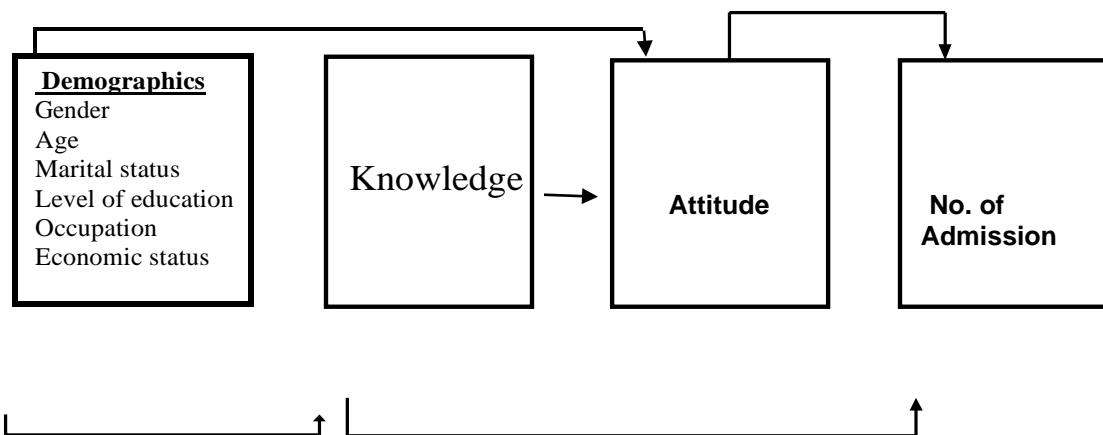 Demographics
Gender
Age
Marital status
Level of education
Occupation
Economic status
Knowledge
Attitude
No. of
Admission